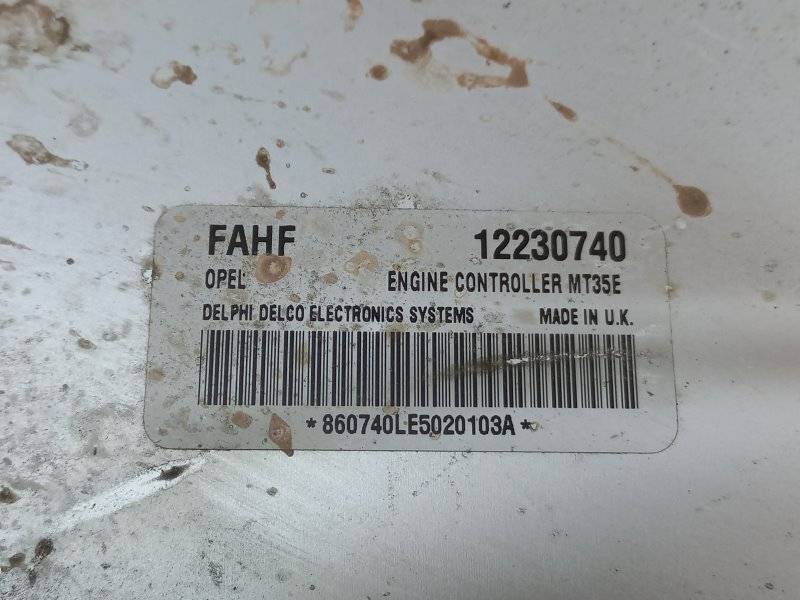 FAHF 12230740
OPEL ENGINE CONTROLLER MT35E
DELPHI DELCO ELECTRONICS SYSTEMS MADE IN U.K.
*860740LE5020103A*